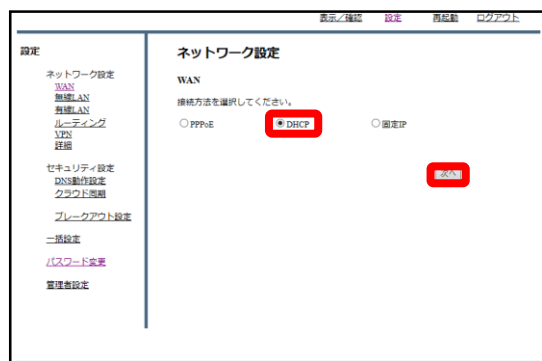 表示/確認 設定 再起動 ログアウト
設定
ネットワーク設定
WAN
無線LAN
有線LAN
ルーティング
VPN
詳細
セキュリティ設定
DNS動作設定
クラウド同期
ブレークアウト設定
一括設定
パスワード変更
管理者設定
ネットワーク設定
WAN
接続方法を選択してください。
PPPoE DHCP 固定IP
次へ